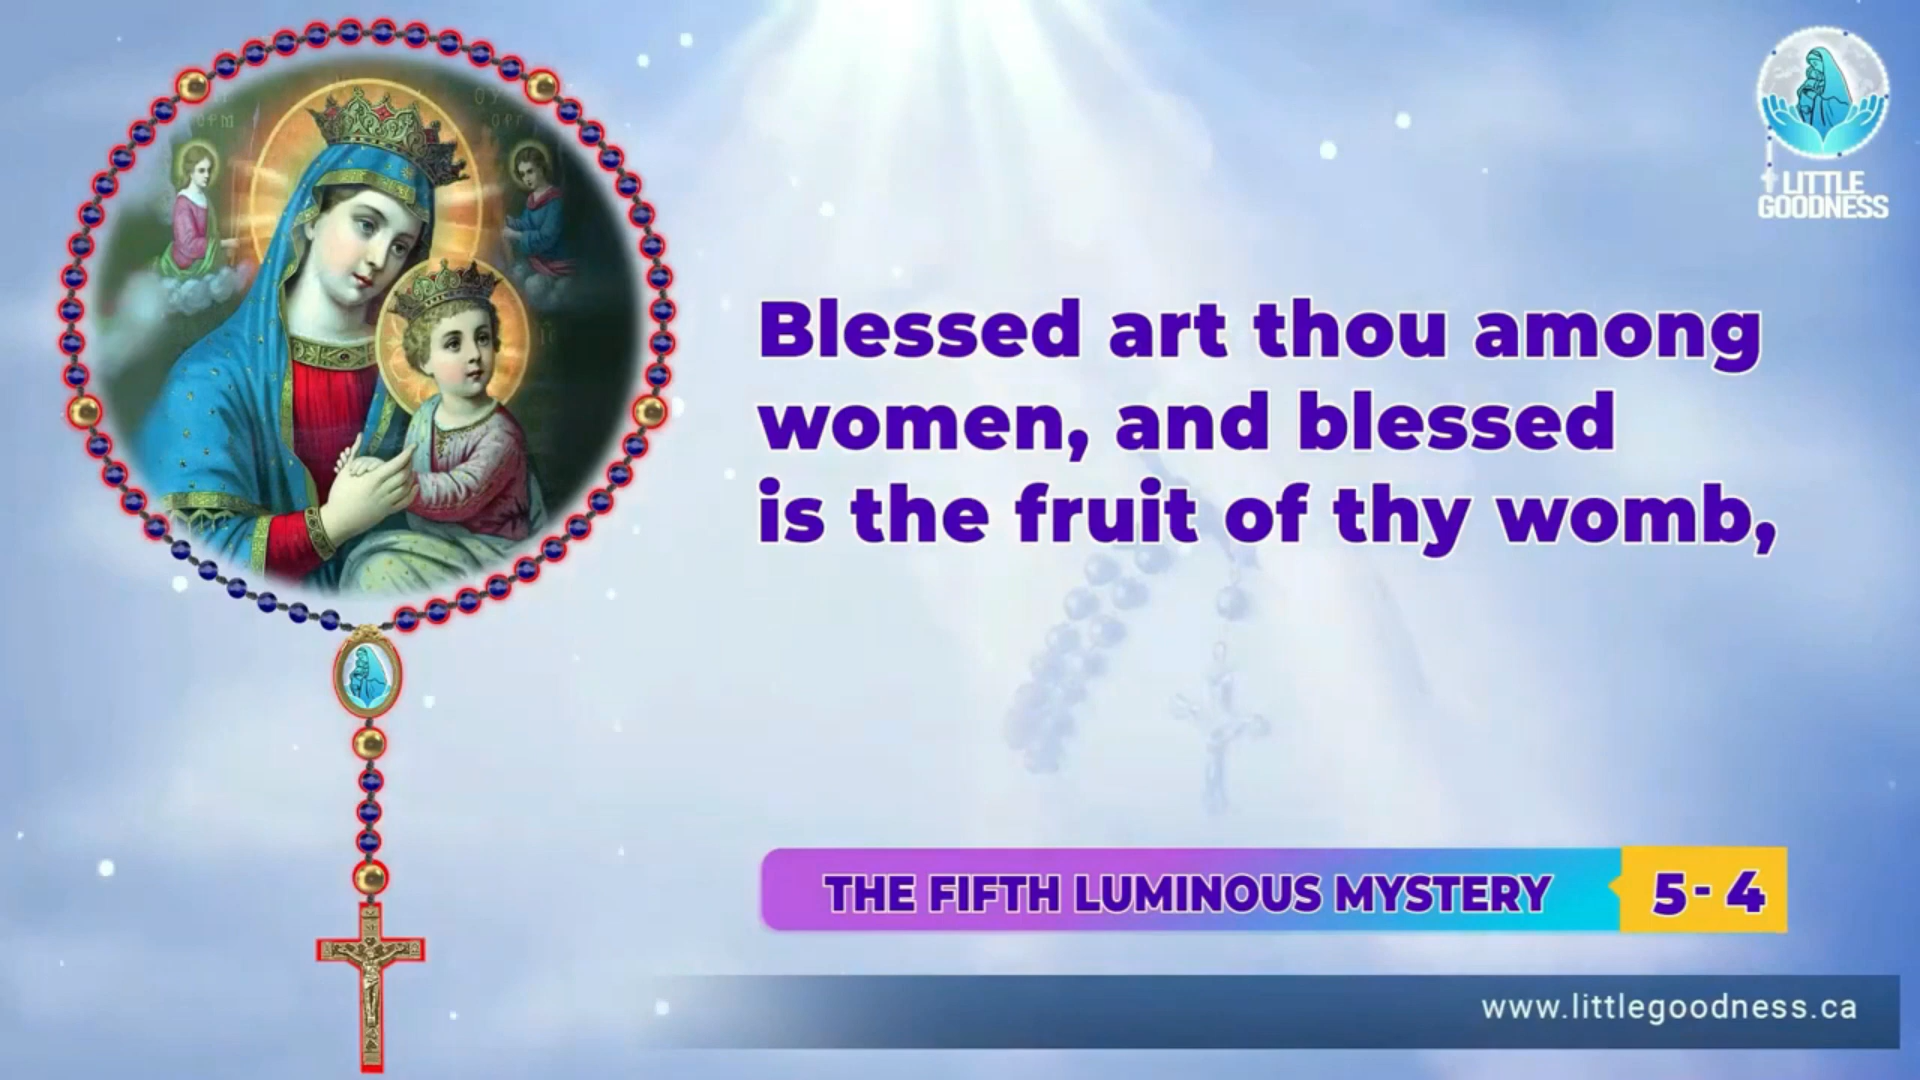 LITTLE
GOODNESS
Blessed art thou among
women, and blessed
is the fruit of thy womb,
THE FIFTH LUMINOUS MYSTERY
5- 4
www.littlegoodness.ca